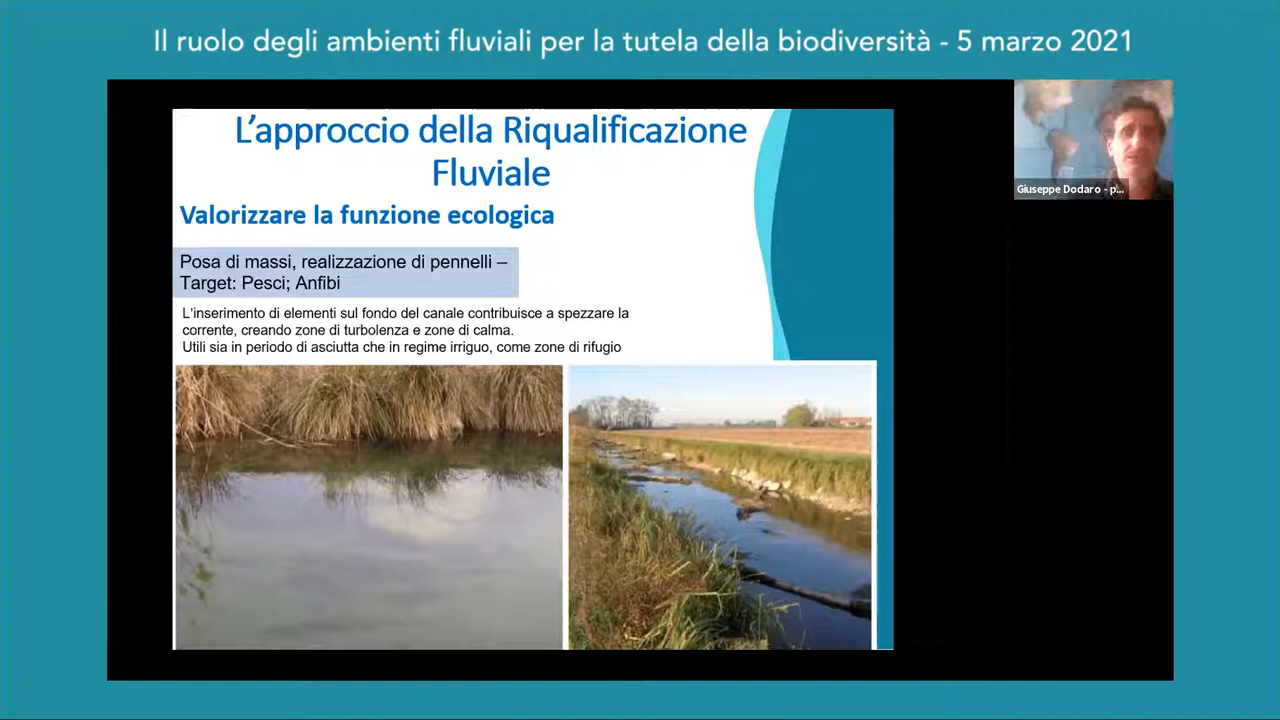 Il ruolo degli ambienti fluviali per la tutela della biodiversità - 5 marzo 2021
L'approccio della Riqualificazione
Fluviale
Valorizzare la funzione ecologica
Posa di massi, realizzazione di pennelli –
Target: Pesci; Anfibi
L'inserimento di elementi sul fondo del canale contribuisce a spezzare la
corrente, creando zone di turbolenza e zone di calma.
Utili sia in periodo di asciutta che in regime irriguo, come zone di rifugio
Giuseppe Dodaro - p...